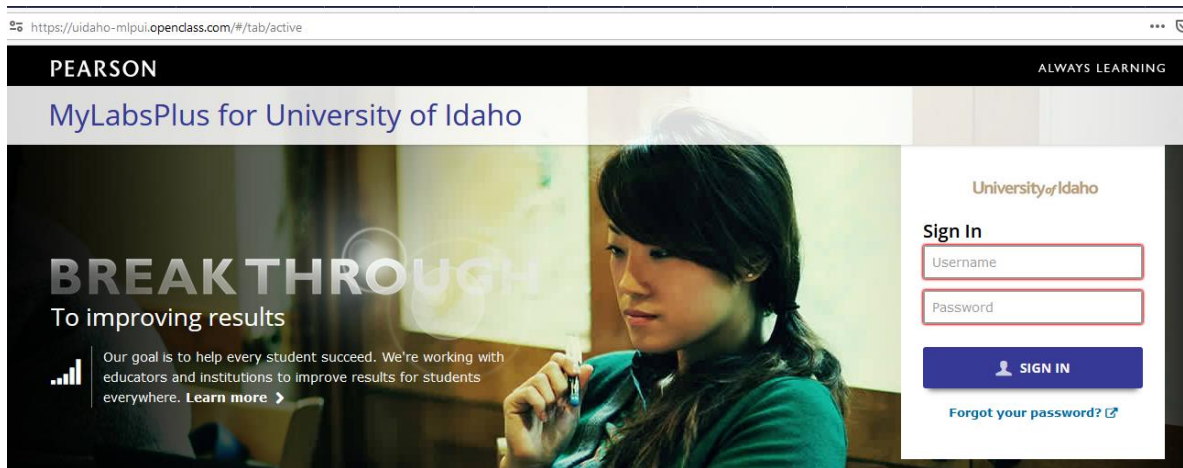 https://uidaho-mlpui.openclass.com/#/tab/active
PEARSON
ALWAYS LEARNING
MyLabsPlus for University of Idaho
BREAKTHROUGH
To improving results
Our goal is to help every student succeed. We're working with
educators and institutions to improve results for students
everywhere. Learn more
University of Idaho
Sign In
Username
Password
SIGN IN
Forgot your password?